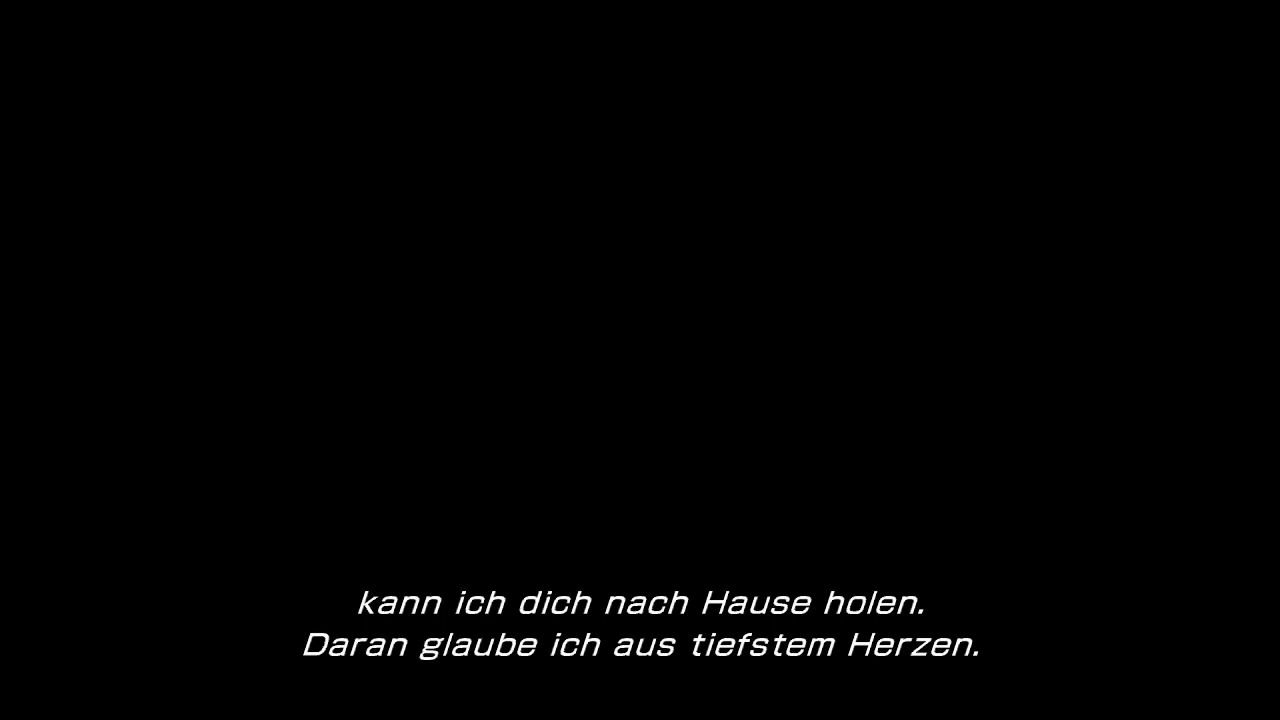 kann ich dich nach Hause holen.
Daran glaube ich aus tiefstem Herzen.